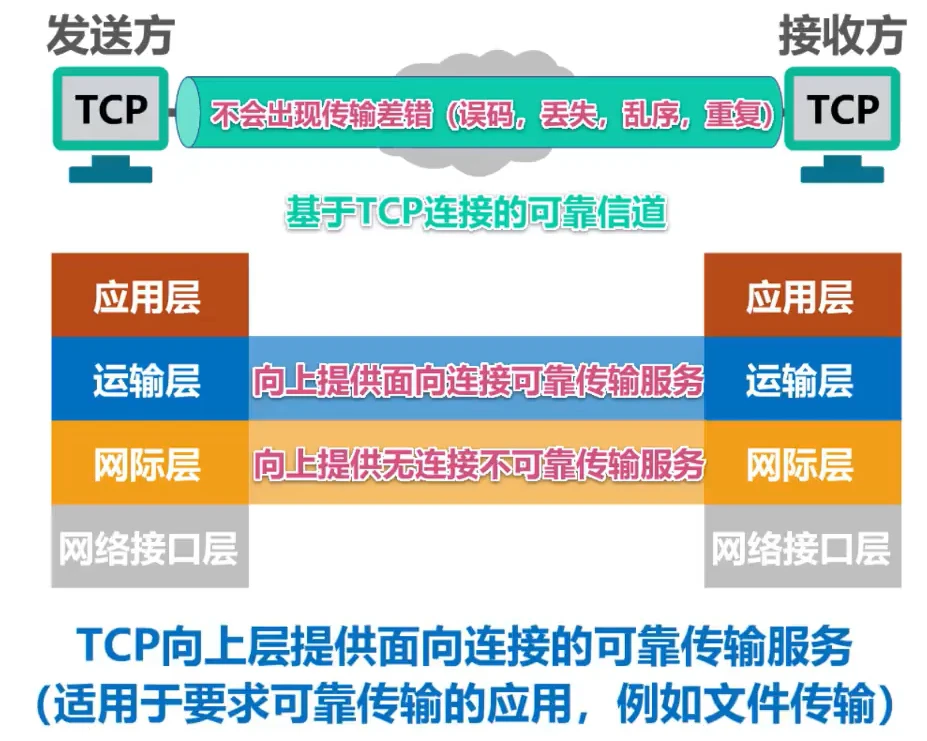 发送方
接收方
TCP
不会出现传输差错（误码，丢失，乱序，重复）
TCP
基于TCP连接的可靠信道
应用层
应用层
运输层
向上提供面向连接可靠传输服务
运输层
网际层
向上提供无连接不可靠传输服务
网际层
网络接口层
网络接口层
TCP向上层提供面向连接的可靠传输服务
（适用于要求可靠传输的应用，例如文件传输）